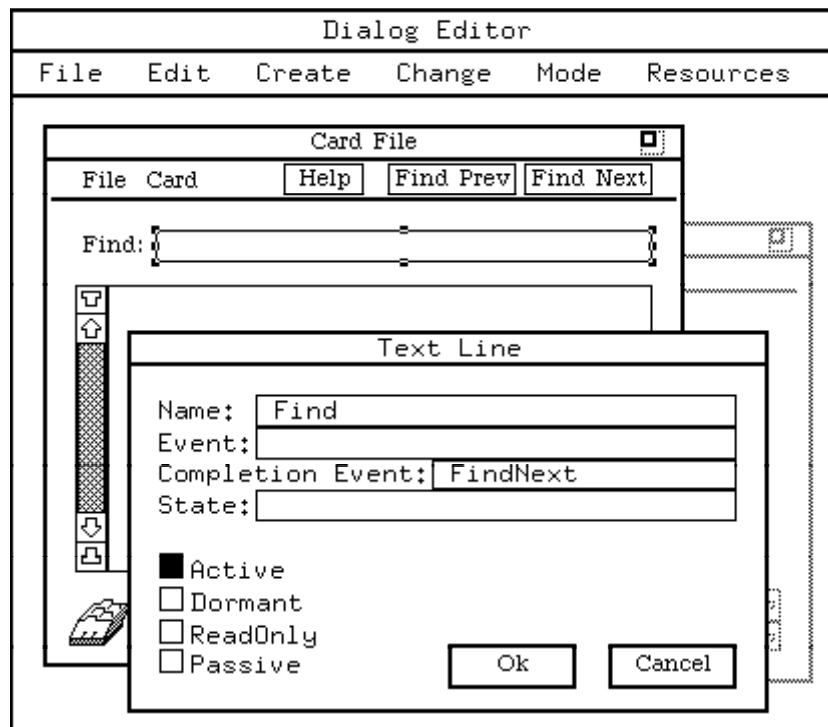 Dialog Editor
File Edit Create Change Mode Resources
Card File
File Card Help Find Prev Find Next
Find:
Text Line
Name: Find
Event:
Completion Event: FindNext
State:
Active
Dormant
ReadOnly
Passive
Ok Cancel